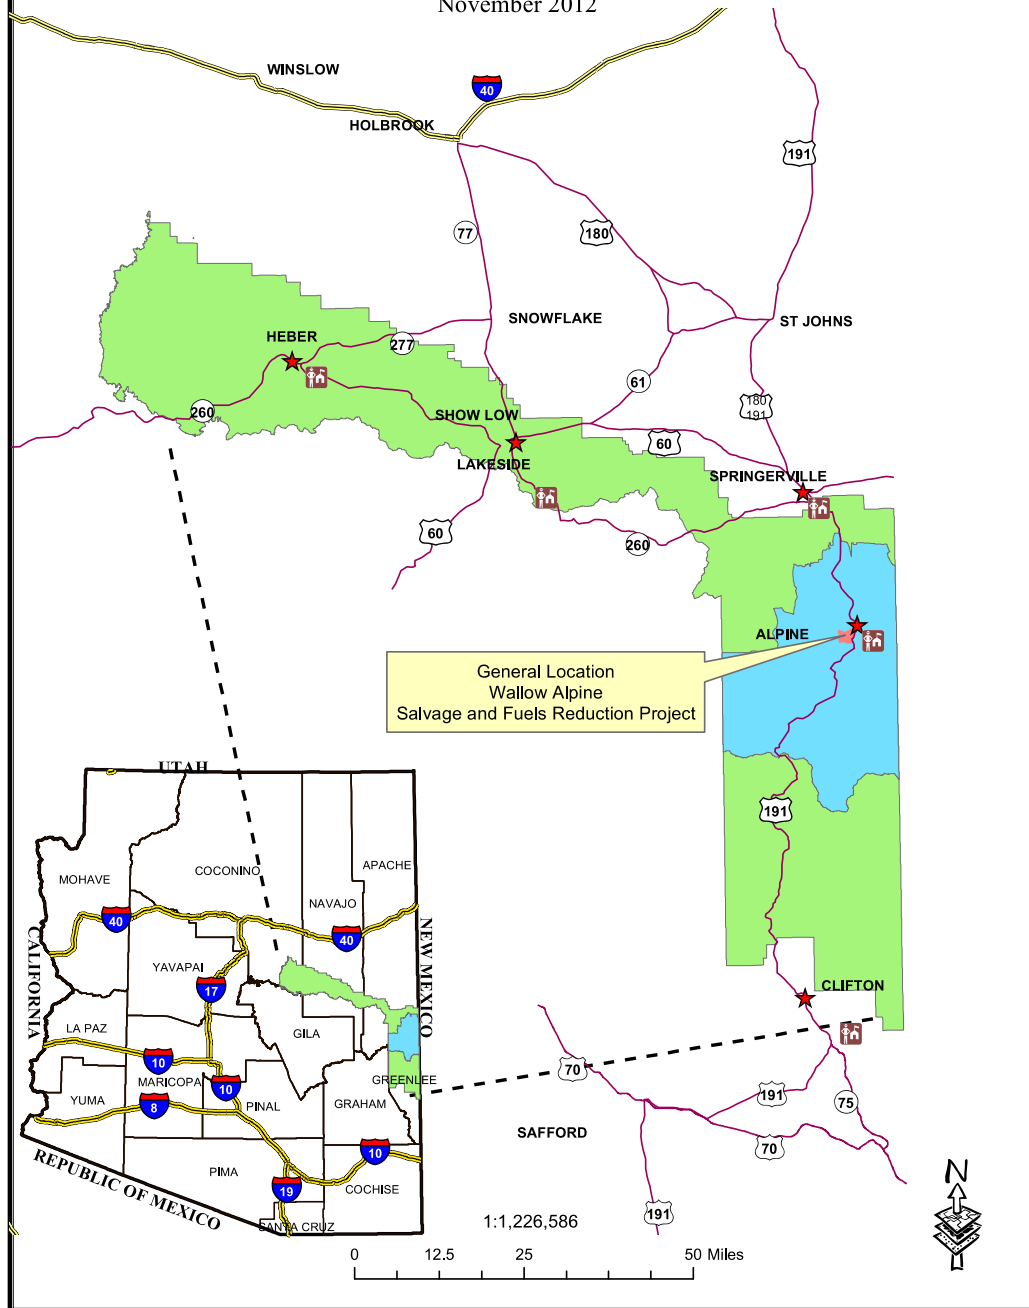 November 2012
WINSLOW
40
HOLBROOK
191
77
180
SNOWFLAKE
ST JOHNS
HEBER
277
61
260
180
191
SHOW LOW
60
LAKESIDE
SPRINGERVILLE
60
260
ALPINE
General Location
Wallow Alpine
Salvage and Fuels Reduction Project
191
CLIFTON
70
191
75
SAFFORD
70
191
UTAH
MOHAVE
COCONINO
APACHE
NAVAJO
40
40
CALIFORNIA
NEW MEXICO
YAVAPAI
17
LA PAZ
GILA
10
MARICOPA
10
GREENLEE
YUMA
8
PINAL
GRAHAM
PIMA
10
19
COCHISE
SANTA CRUZ
REPUBLIC OF MEXICO
N
1:1,226,586
0 12.5 25 50 Miles